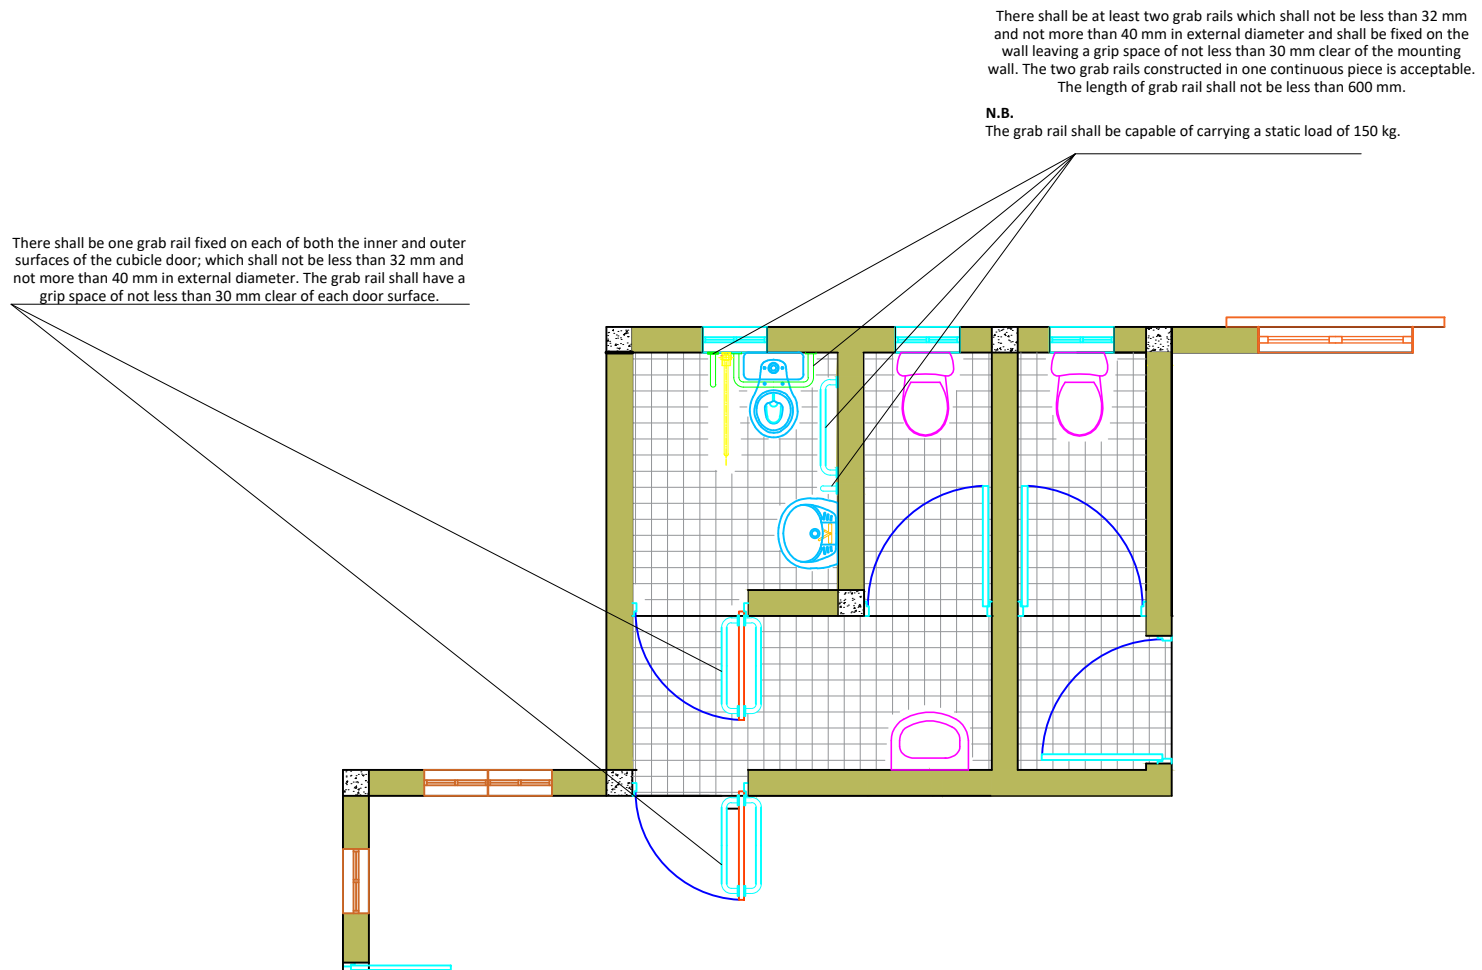 There shall be at least two grab rails which shall not be less than 32 mm
and not more than 40 mm in external diameter and shall be fixed on the
wall leaving a grip space of not less than 30 mm clear of the mounting
wall. The two grab rails constructed in one continuous piece is acceptable.
The length of grab rail shall not be less than 600 mm.
N.B.
The grab rail shall be capable of carrying a static load of 150 kg.
There shall be one grab rail fixed on each of both the inner and outer
surfaces of the cubicle door; which shall not be less than 32 mm and
not more than 40 mm in external diameter. The grab rail shall have a
grip space of not less than 30 mm clear of each door surface.